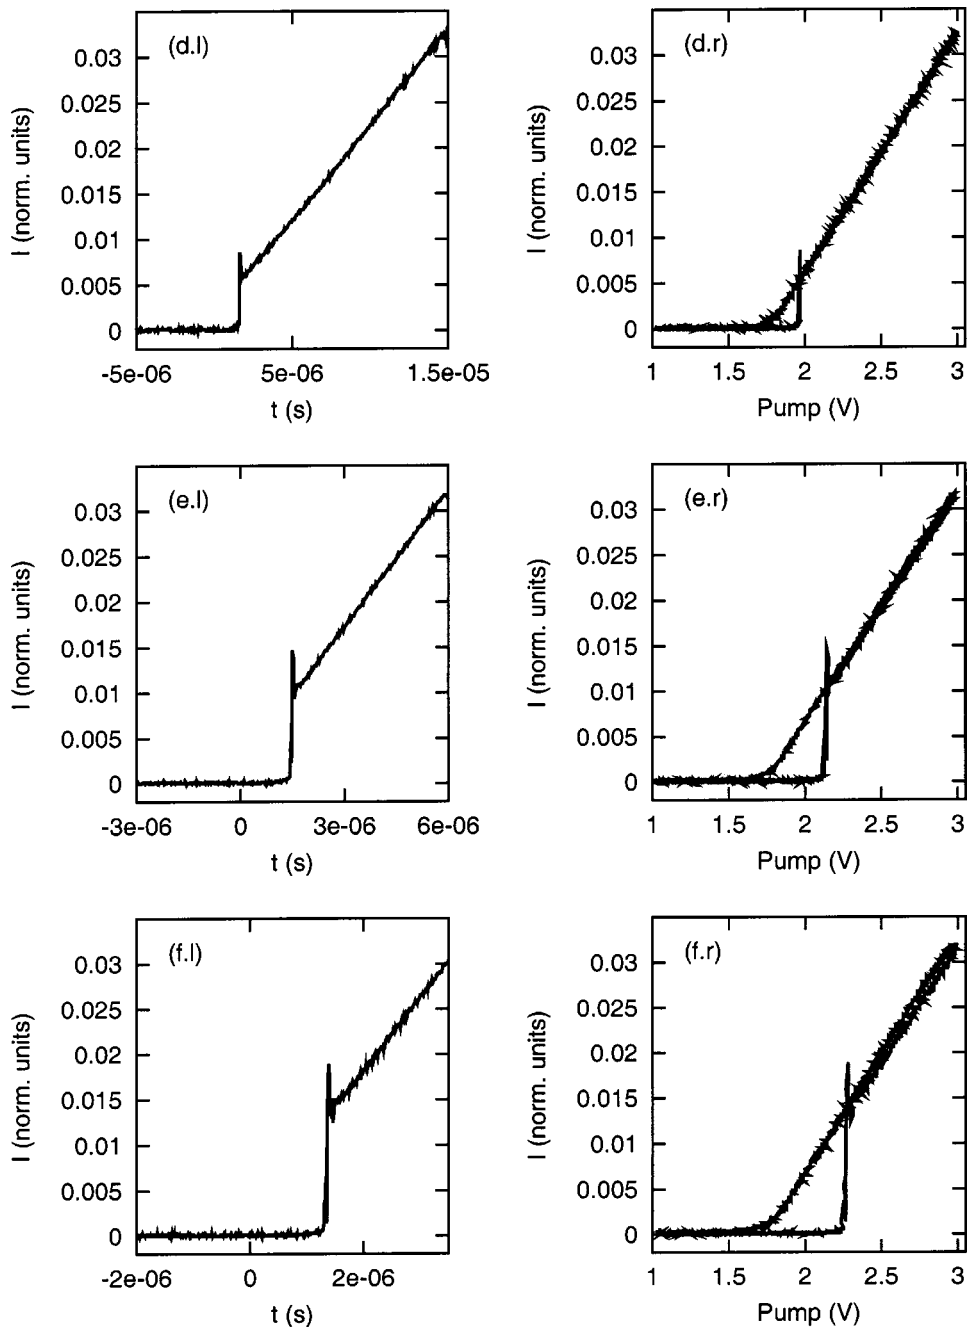 (d.l)
I (norm. units)
0.03
0.025
0.02
0.015
0.01
0.005
0
-5e-06 5e-06 1.5e-05
t (s)
(d.r)
I (norm. units)
0.03
0.025
0.02
0.015
0.01
0.005
0
1 1.5 2 2.5 3
Pump (V)
(e.l)
I (norm. units)
0.03
0.025
0.02
0.015
0.01
0.005
0
-3e-06 0 3e-06 6e-06
t (s)
(e.r)
I (norm. units)
0.03
0.025
0.02
0.015
0.01
0.005
0
1 1.5 2 2.5 3
Pump (V)
(f.l)
I (norm. units)
0.03
0.025
0.02
0.015
0.01
0.005
0
-2e-06 0 2e-06
t (s)
(f.r)
I (norm. units)
0.03
0.025
0.02
0.015
0.01
0.005
0
1 1.5 2 2.5 3
Pump (V)